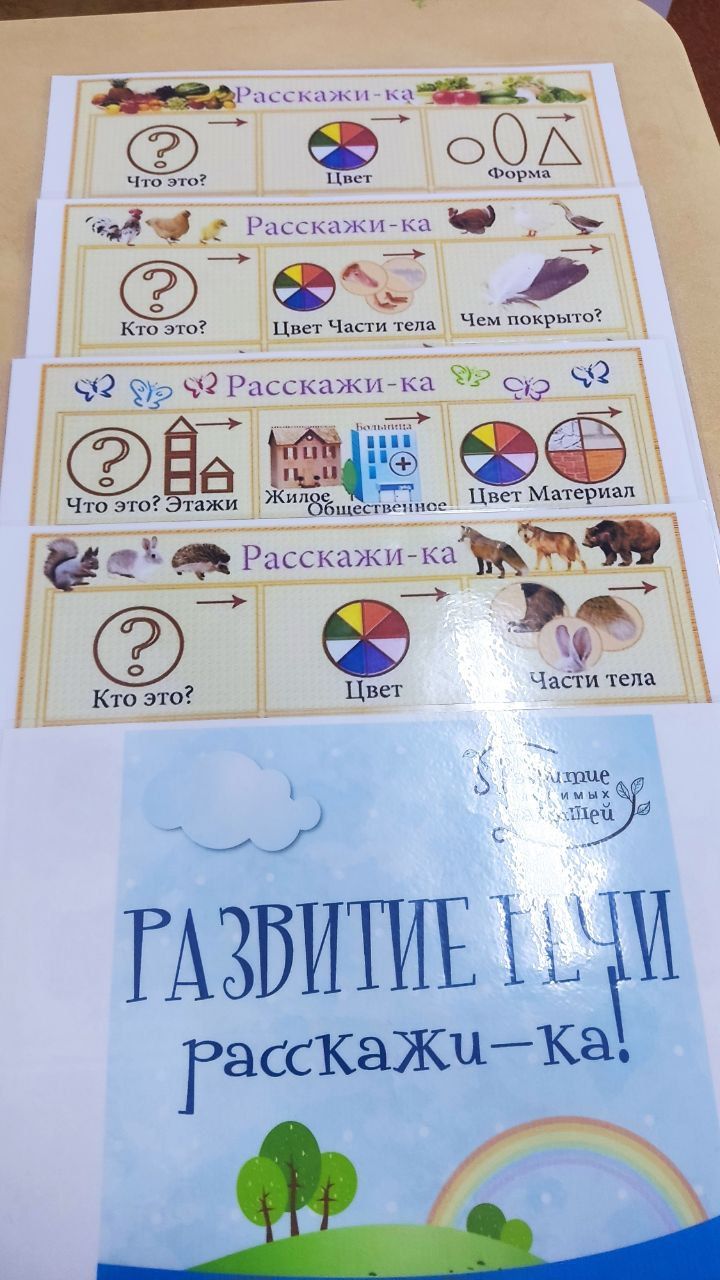 Расскажи-ка
Что это? Цвет Форма
Расскажи-ка
Кто это? Цвет Части тела Чем покрыто?
Расскажи-ка
Больница
Что это? Этажи Жилое Цвет Материал
Общественное
Расскажи-ка
Кто это? Цвет Части тела
РАЗВИТИЕ РЕЧИ
расскажи-ка!